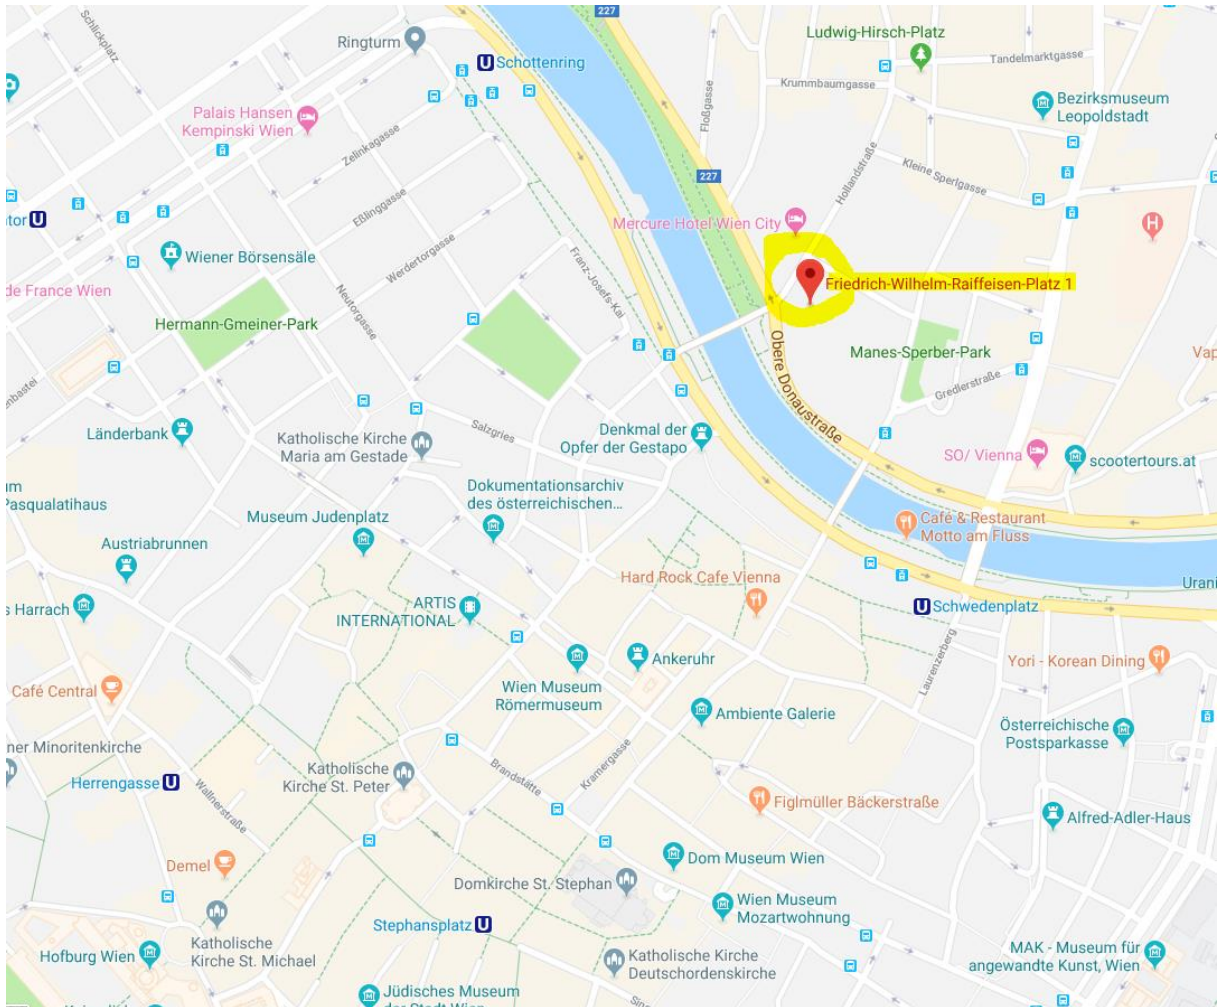 227
Ludwig-Hirsch-Platz
Ringturm
Schottenring
Tandelmarktgasse
Schlickplatz
Krummbaumgasse
Floßgasse
Bezirksmuseum
Leopoldstadt
Palais Hansen
Kempinski Wien
Zelinkagasse
Hollandstraße
Kleine Sperlgasse
227
Eßlinggasse
tor
Mercure Hotel Wien City
Wiener Börsensäle
Werdertorgasse
Franz-Josefs-Kai
de France Wien
Neutorgasse
Friedrich-Wilhelm-Raiffeisen-Platz 1
Hermann-Gmeiner-Park
Obere Donaustraße
Manes-Sperber-Park
Vap
Gredlerstraße
enbastei
Länderbank
Salzgries
Katholische Kirche
Maria am Gestade
Denkmal der
Opfer der Gestapo
SO/ Vienna
scootertours.at
um
Pasqualatihaus
Dokumentationsarchiv
des österreichischen...
Museum Judenplatz
Café & Restaurant
Motto am Fluss
Austriabrunnen
Hard Rock Cafe Vienna
Urani
s Harrach
ARTIS
INTERNATIONAL
Schwedenplatz
Laurenzerberg
Ankeruhr
Yori - Korean Dining
Café Central
Wien Museum
Römermuseum
Ambiente Galerie
Österreichische
Postsparkasse
ner Minoritenkirche
Herrengasse
Katholische
Kirche St. Peter
Brandstätte
Kramergasse
Wallnerstraße
Figlmüller Bäckerstraße
Alfred-Adler-Haus
Demel
Dom Museum Wien
Domkirche St. Stephan
Stephansplatz
Wien Museum
Mozartwohnung
Hofburg Wien
Katholische
Kirche St. Michael
Katholische Kirche
Deutschordenskirche
MAK - Museum für
angewandte Kunst, Wien
Jüdisches Museum
der Stadt Wien